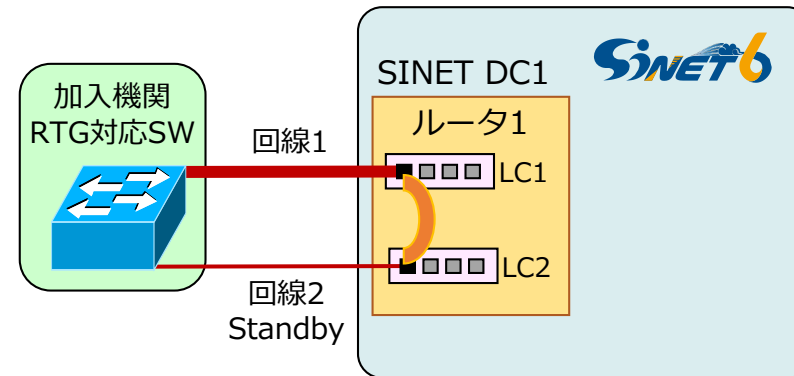 SINET6
SINET DC1
加入機関
RTG対応SW
回線1
ルータ1
LC1
LC2
回線2
Standby